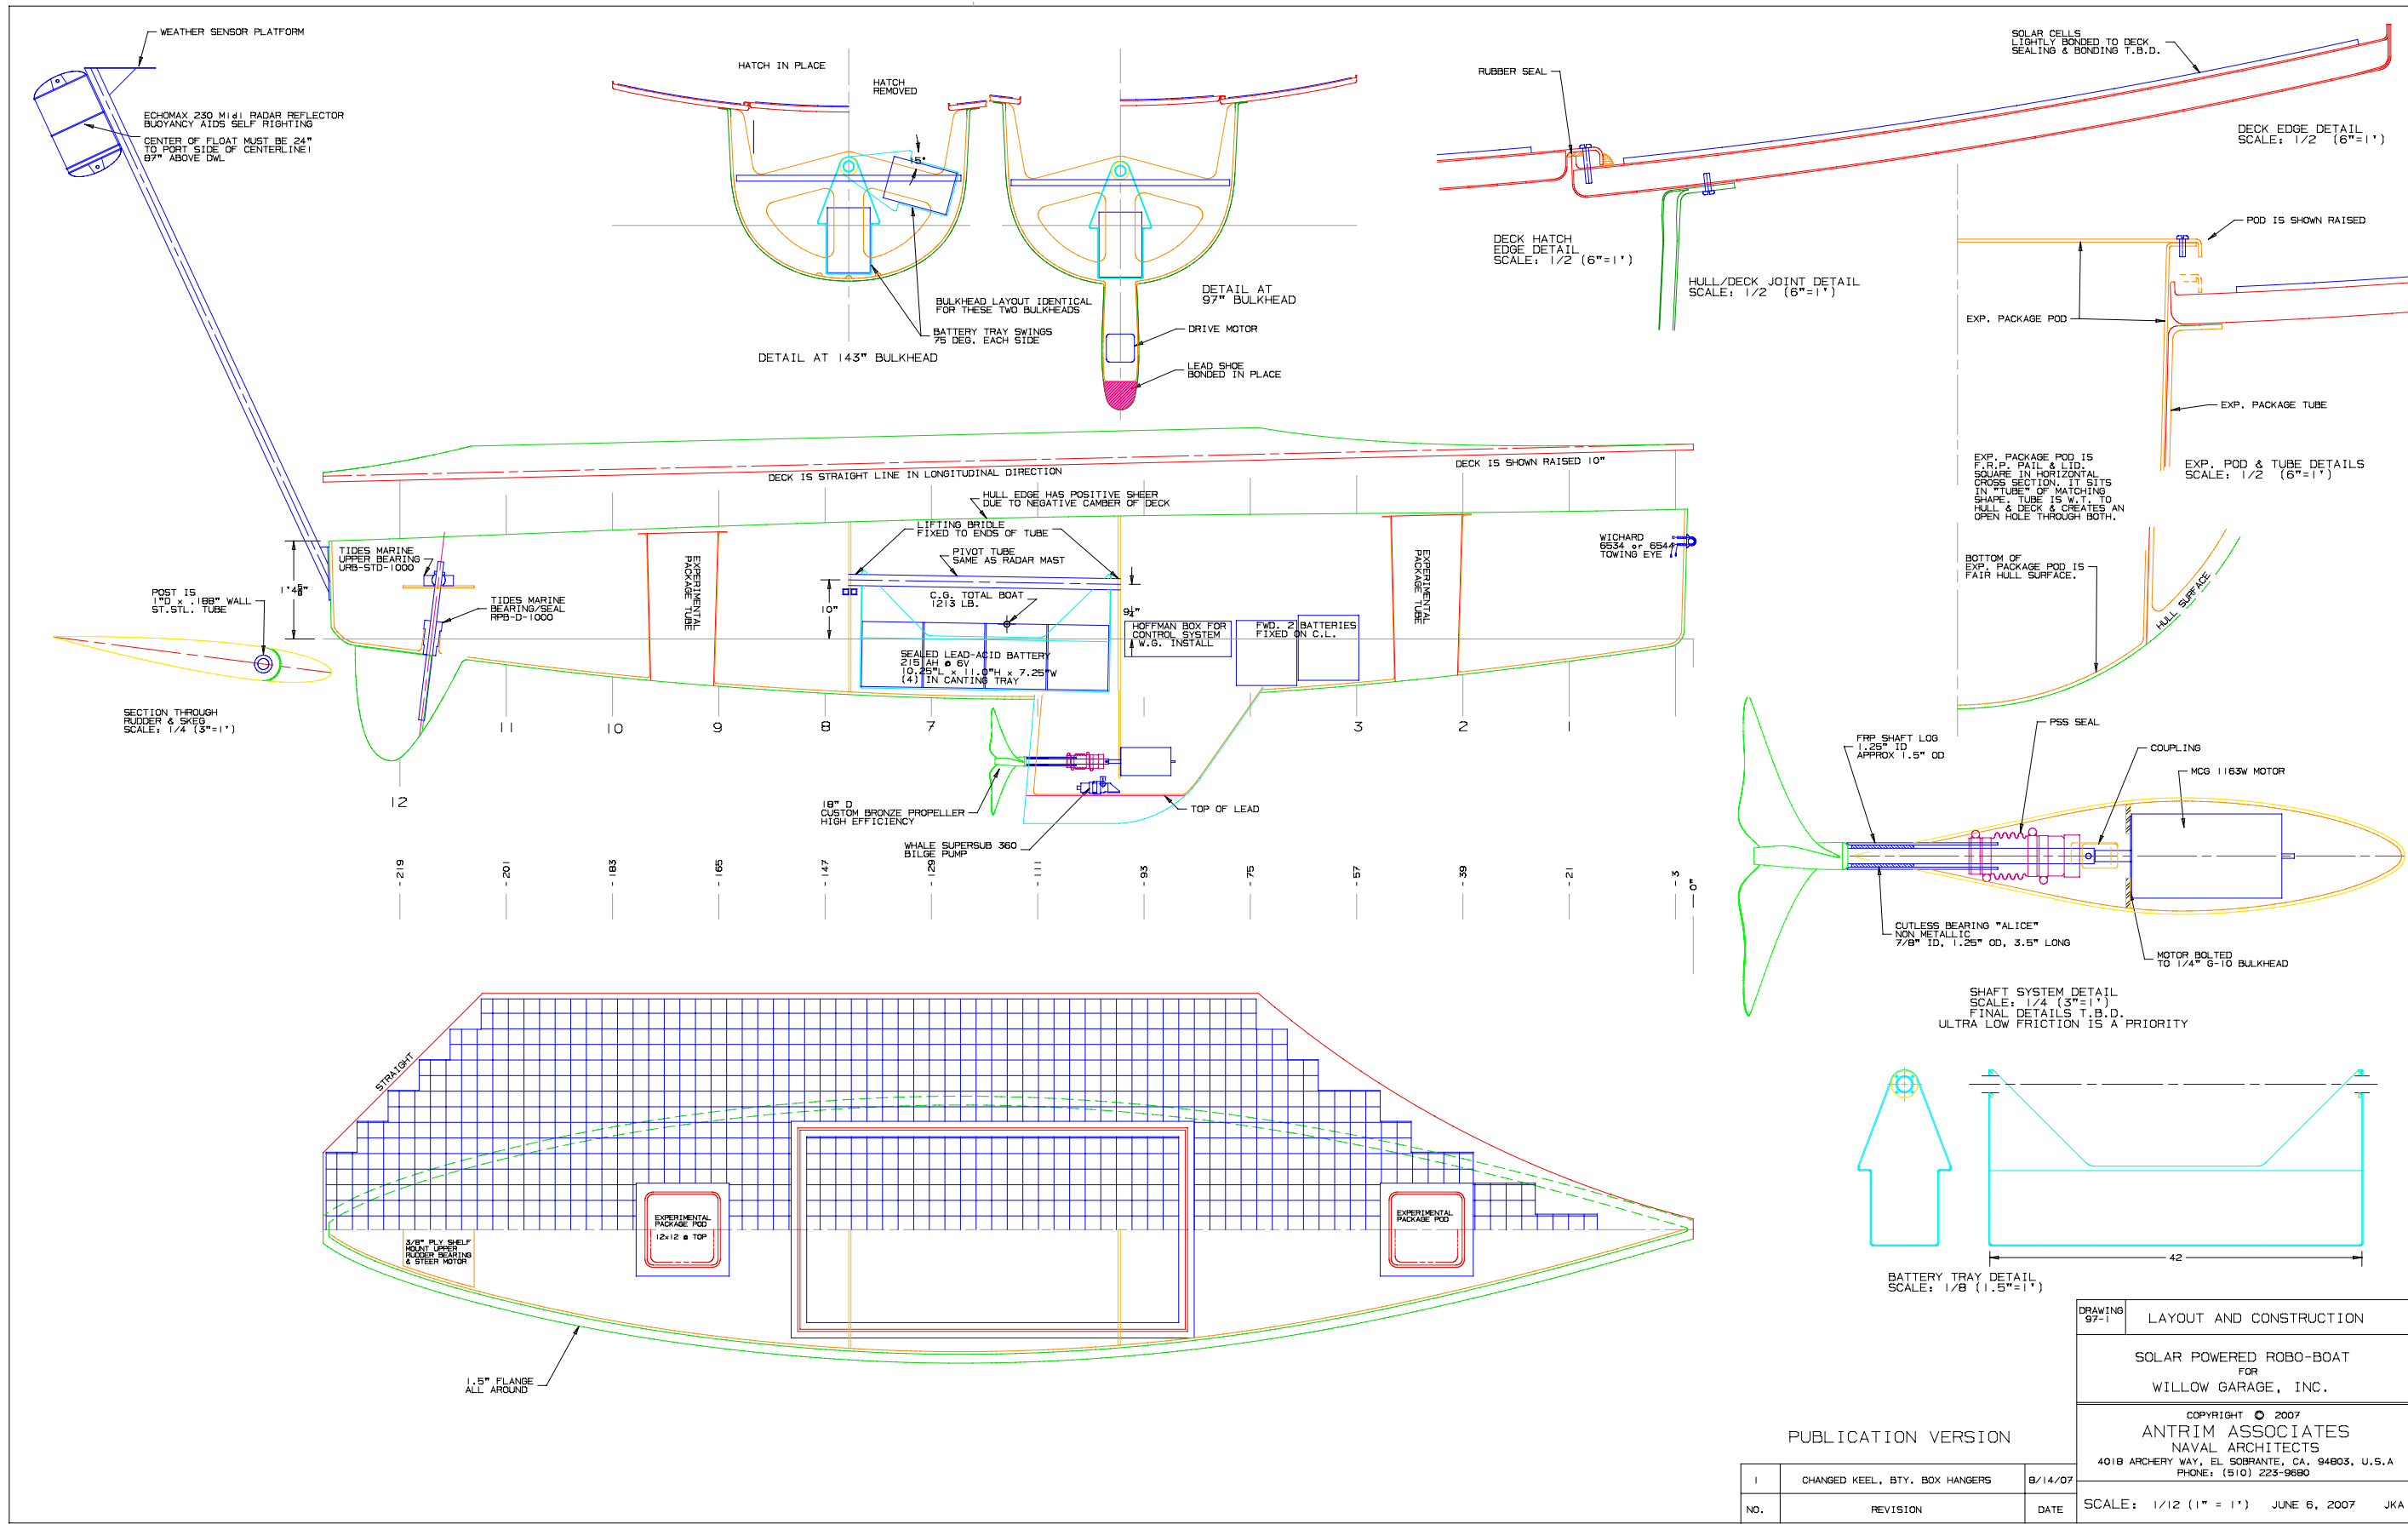 WEATHER SENSOR PLATFORM
ECHOMAX 230 Midi RADAR REFLECTOR
BUOYANCY AIDS SELF RIGHTING
CENTER OF FLOAT MUST BE 24"
TO PORT SIDE OF CENTERLINE!
87" ABOVE DWL
HATCH IN PLACE
HATCH
REMOVED
15°
BULKHEAD LAYOUT IDENTICAL
FOR THESE TWO BULKHEADS
BATTERY TRAY SWINGS
75 DEG. EACH SIDE
DETAIL AT 143" BULKHEAD
DETAIL AT
97" BULKHEAD
DRIVE MOTOR
LEAD SHOE
BONDED IN PLACE
SOLAR CELLS
LIGHTLY BONDED TO DECK
SEALING & BONDING T.B.D.
RUBBER SEAL
DECK EDGE DETAIL
SCALE: 1/2 (6"=1')
DECK HATCH
EDGE DETAIL
SCALE: 1/2 (6"=1')
HULL/DECK JOINT DETAIL
SCALE: 1/2 (6"=1')
POD IS SHOWN RAISED
EXP. PACKAGE POD
EXP. PACKAGE TUBE
EXP. PACKAGE POD IS
F.R.P. PAIL & LID.
SQUARE IN HORIZONTAL
CROSS SECTION. IT SITS
IN "TUBE" OF MATCHING
SHAPE. TUBE IS W.T. TO
HULL & DECK & CREATES AN
OPEN HOLE THROUGH BOTH.
EXP. POD & TUBE DETAILS
SCALE: 1/2 (6"=1')
BOTTOM OF
EXP. PACKAGE POD IS
FAIR HULL SURFACE.
HULL SURFACE
DECK IS STRAIGHT LINE IN LONGITUDINAL DIRECTION
DECK IS SHOWN RAISED 10"
HULL EDGE HAS POSITIVE SHEER
DUE TO NEGATIVE CAMBER OF DECK
LIFTING BRIDLE
FIXED TO ENDS OF TUBE
PIVOT TUBE
SAME AS RADAR MAST
C.G. TOTAL BOAT
1213 LB.
TIDES MARINE
UPPER BEARING
URB-STD-1000
TIDES MARINE
BEARING/SEAL
RPB-D-1000
EXPERIMENTAL
PACKAGE TUBE
10"
9¼"
SEALED LEAD-ACID BATTERY
215 AH @ 6V
10.25"L x 11.0"H x 7.25"W
(4) IN CANTING TRAY
HOFFMAN BOX FOR
CONTROL SYSTEM
W.G. INSTALL
FWD. 2 BATTERIES
FIXED ON C.L.
EXPERIMENTAL
PACKAGE TUBE
WICHARD
6534 or 6544
TOWING EYE
POST IS
1"D x .188" WALL
ST.STL. TUBE
SECTION THROUGH
RUDDER & SKEG
SCALE: 1/4 (3"=1')
12
11
10
9
8
7
3
2
1
18" D
CUSTOM BRONZE PROPELLER
HIGH EFFICIENCY
WHALE SUPERSUB 360
BILGE PUMP
TOP OF LEAD
219
201
183
165
147
129
111
93
75
57
39
21
3
0"
FRP SHAFT LOG
1.25" ID
APPROX 1.5" OD
PSS SEAL
COUPLING
MCG 1163W MOTOR
CUTLESS BEARING "ALICE"
NON METALLIC
7/8" ID, 1.25" OD, 3.5" LONG
MOTOR BOLTED
TO 1/4" G-10 BULKHEAD
SHAFT SYSTEM DETAIL
SCALE: 1/4 (3"=1')
FINAL DETAILS T.B.D.
ULTRA LOW FRICTION IS A PRIORITY
STRAIGHT
EXPERIMENTAL
PACKAGE POD
12x12 @ TOP
EXPERIMENTAL
PACKAGE POD
3/8" PLY SHELF
MOUNT UPPER
RUDDER BEARING
& STEER MOTOR
1.5" FLANGE
ALL AROUND
42
BATTERY TRAY DETAIL
SCALE: 1/8 (1.5"=1')
DRAWING
97-1
LAYOUT AND CONSTRUCTION
SOLAR POWERED ROBO-BOAT
FOR
WILLOW GARAGE, INC.
COPYRIGHT © 2007
ANTRIM ASSOCIATES
NAVAL ARCHITECTS
4018 ARCHERY WAY, EL SOBRANTE, CA. 94803, U.S.A
PHONE: (510) 223-9680
SCALE: 1/12 (1" = 1') JUNE 6, 2007 JKA
PUBLICATION VERSION
1 CHANGED KEEL, BTY. BOX HANGERS 8/14/07
NO. REVISION DATE